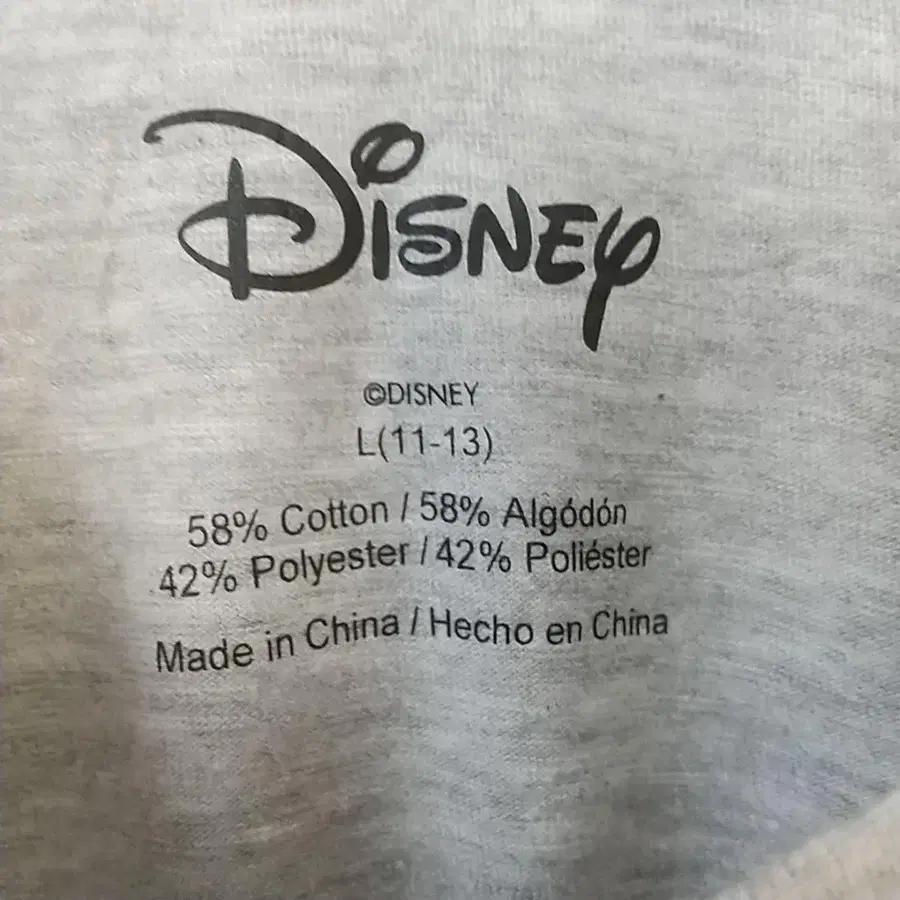 Disney
©DISNEY
L(11-13)
58% Cotton / 58% Algódón
42% Polyester / 42% Poliéster
Made in China / Hecho en China